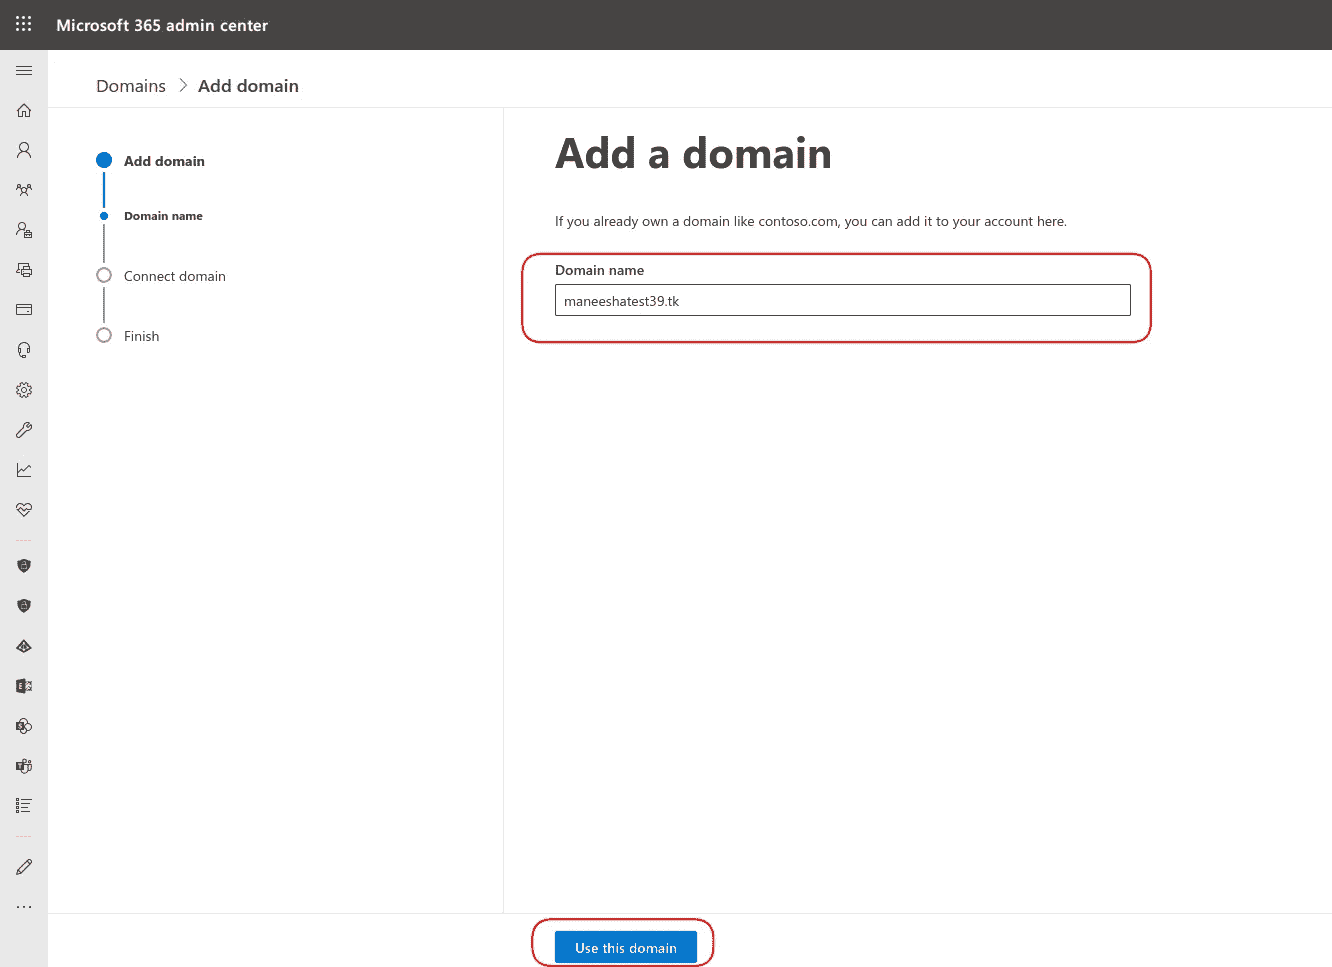 Microsoft 365 admin center
Domains > Add domain
Add domain
Domain name
Connect domain
Finish
Add a domain
If you already own a domain like contoso.com, you can add it to your account here.
Domain name
maneeshatest39.tk
Use this domain